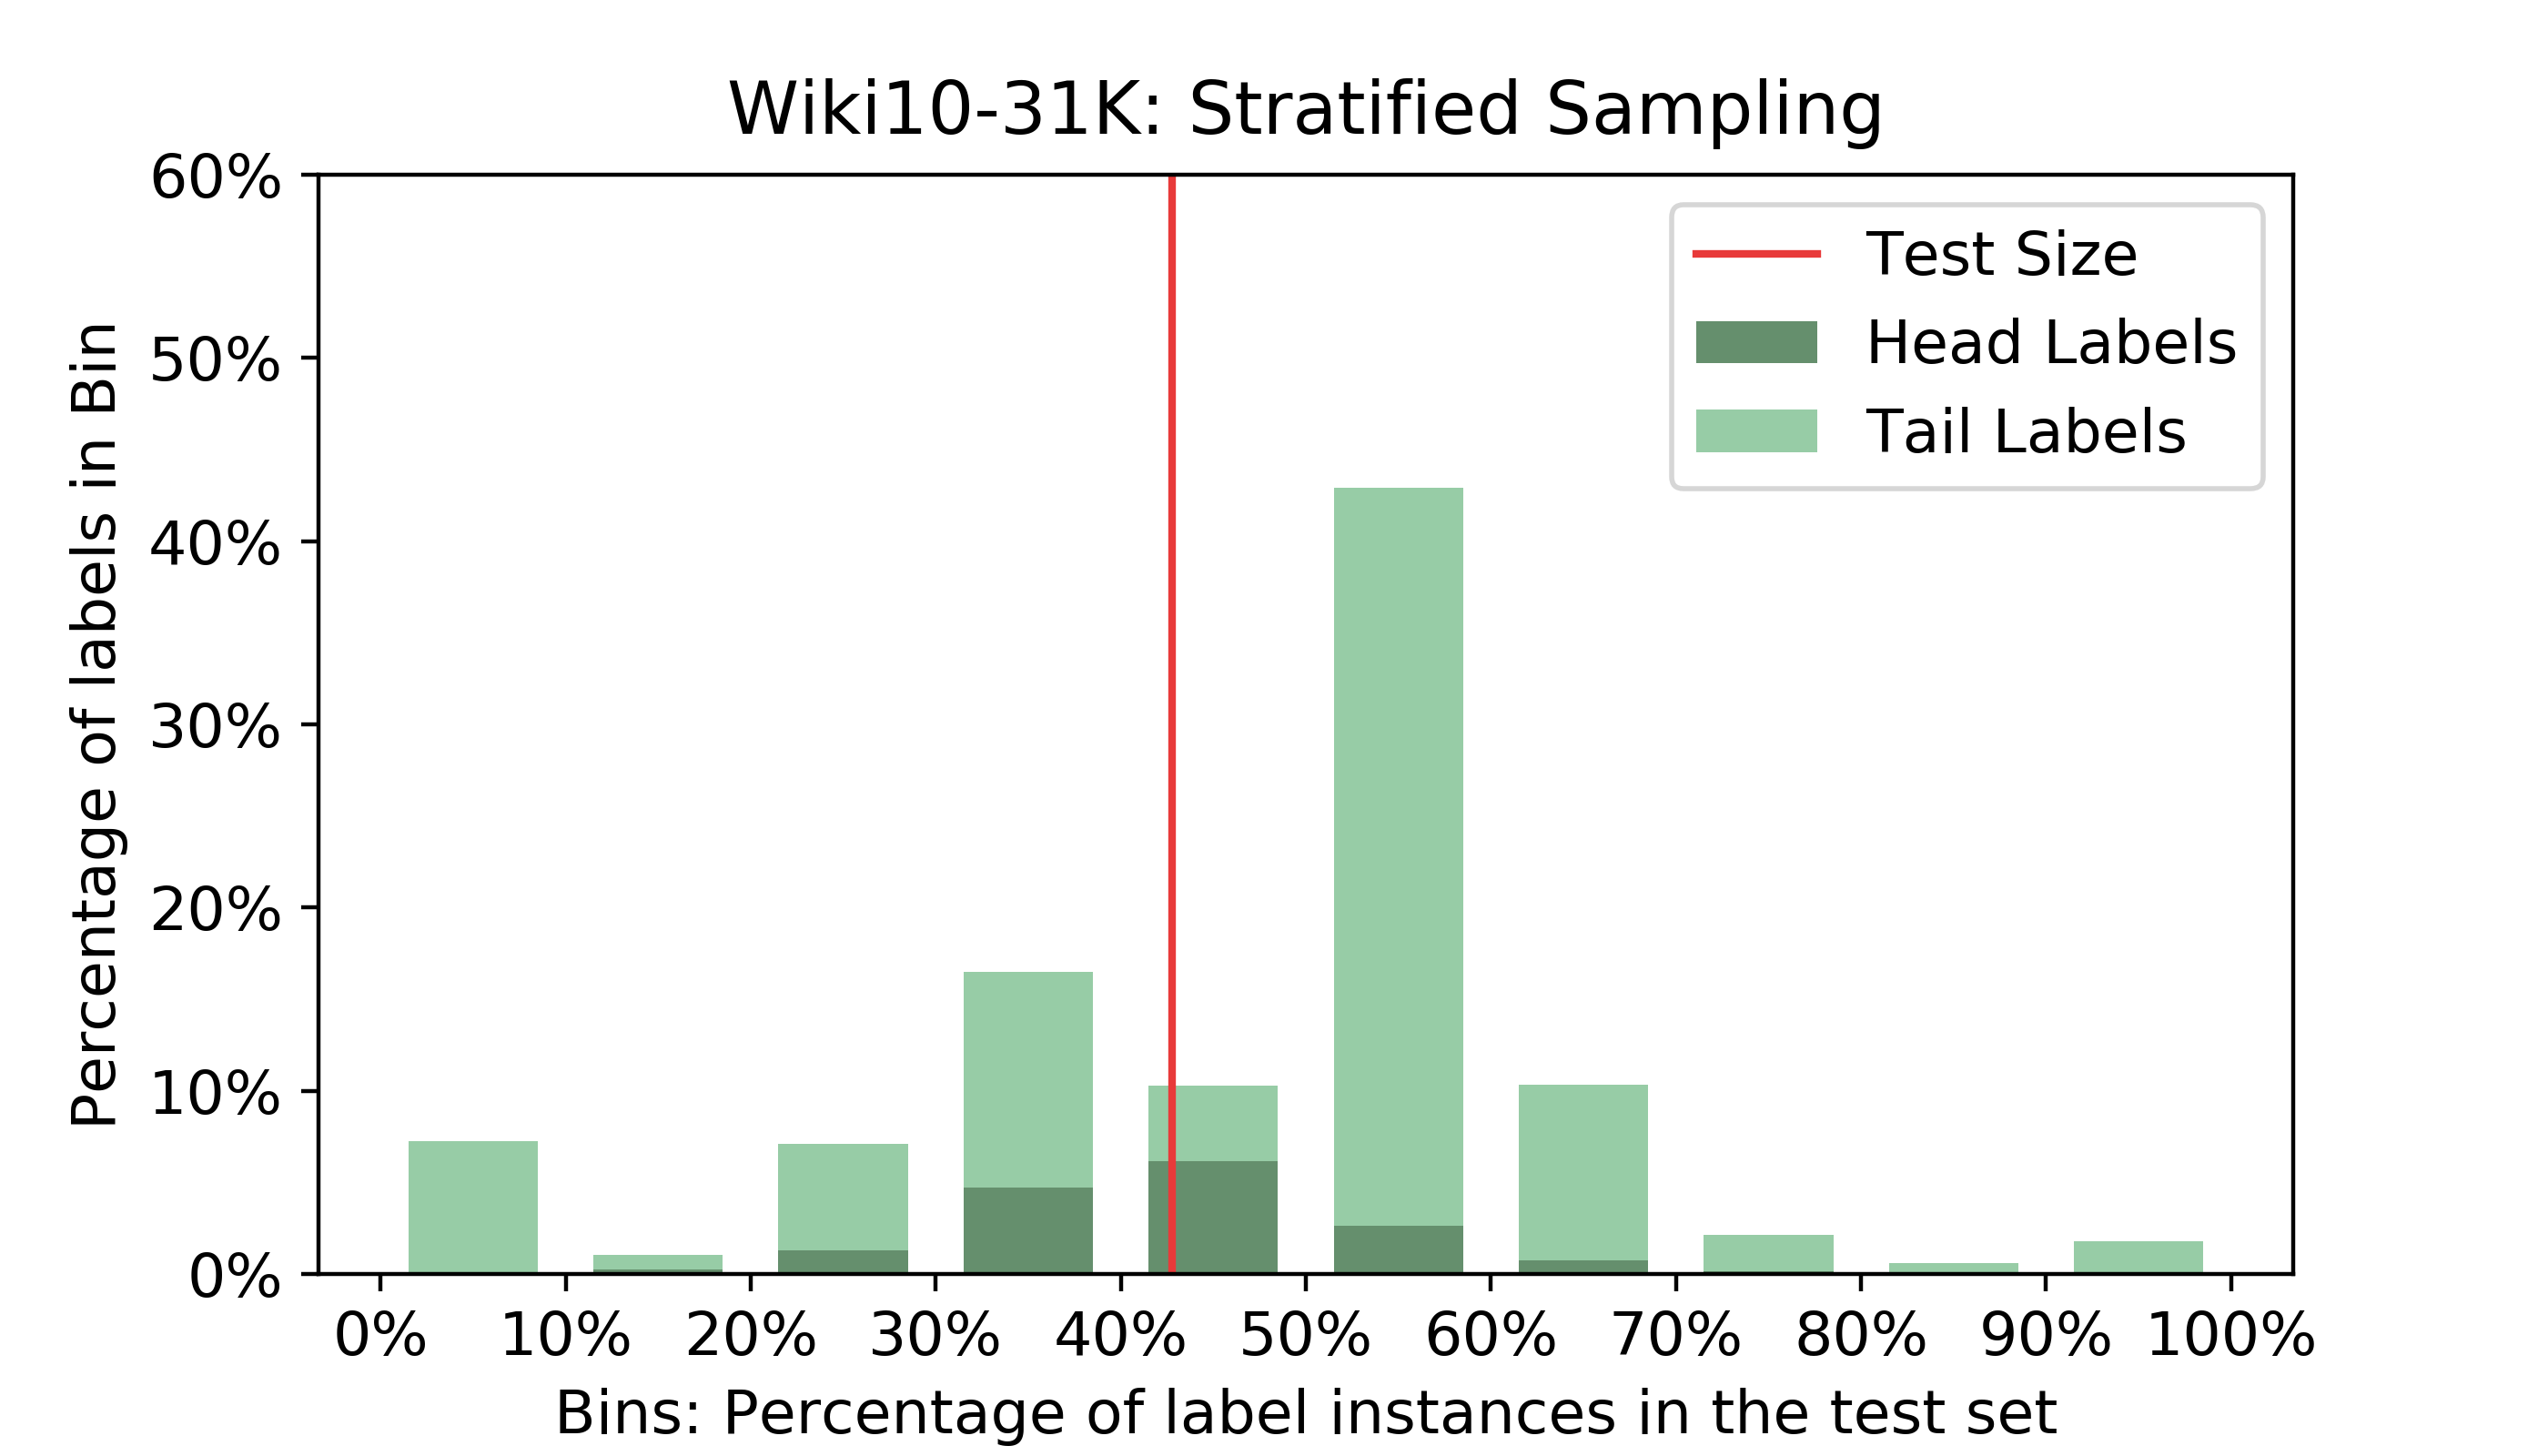 Wiki10-31K: Stratified Sampling
60%
50%
40%
30%
20%
10%
0%
Percentage of labels in Bin
Test Size
Head Labels
Tail Labels
0% 10% 20% 30% 40% 50% 60% 70% 80% 90% 100%
Bins: Percentage of label instances in the test set